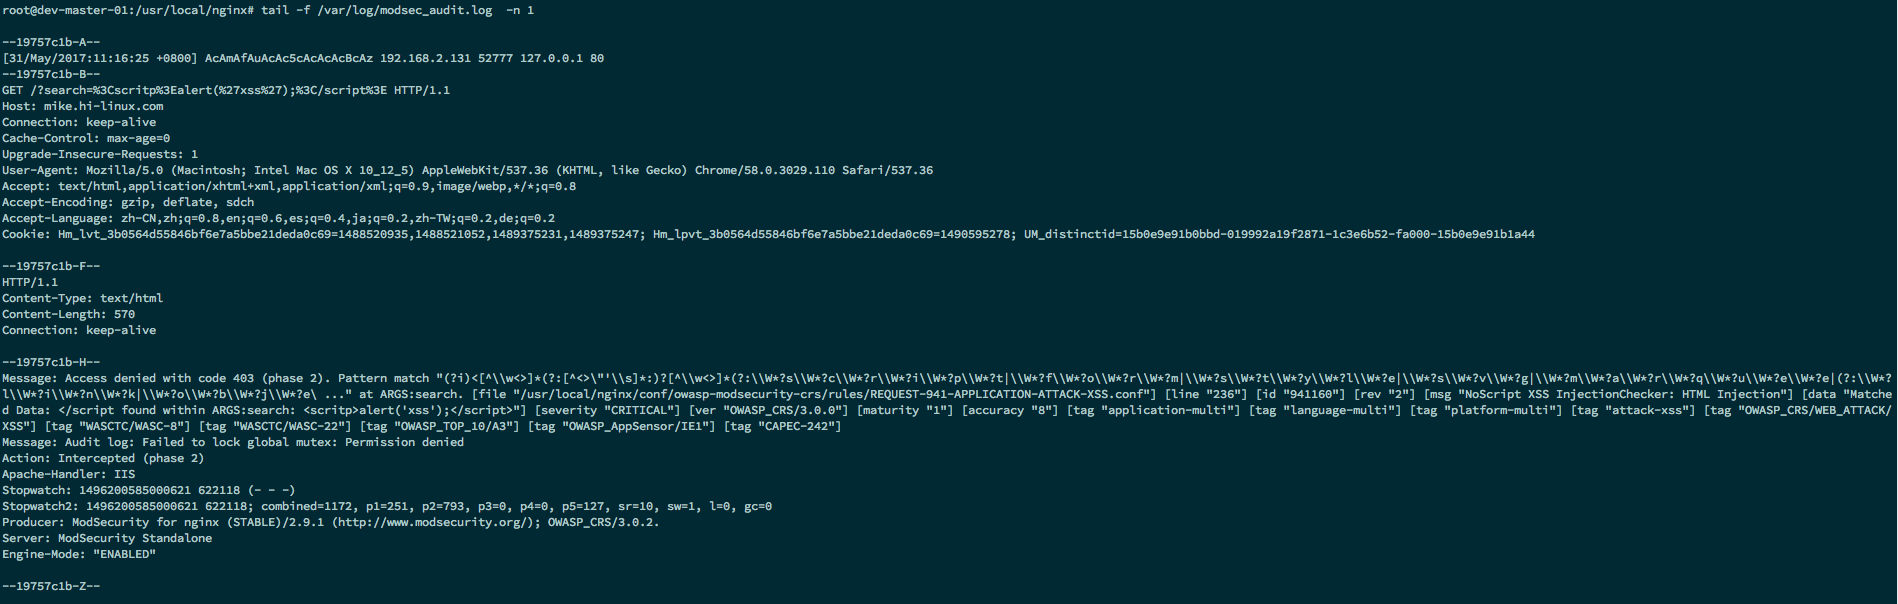 root@dev-master-01:/usr/local/nginx# tail -f /var/log/modsec_audit.log  -n 1
--19757c1b-A--
[31/May/2017:11:16:25 +0800] AcAmAfAuAcAc5cAcAcAcBcAz 192.168.2.131 52777 127.0.0.1 80
--19757c1b-B--
GET /?search=%3Cscritp%3Ealert(%27xss%27);%3C/script%3E HTTP/1.1
Host: mike.hi-linux.com
Connection: keep-alive
Cache-Control: max-age=0
Upgrade-Insecure-Requests: 1
User-Agent: Mozilla/5.0 (Macintosh; Intel Mac OS X 10_12_5) AppleWebKit/537.36 (KHTML, like Gecko) Chrome/58.0.3029.110 Safari/537.36
Accept: text/html,application/xhtml+xml,application/xml;q=0.9,image/webp,*/*;q=0.8
Accept-Encoding: gzip, deflate, sdch
Accept-Language: zh-CN,zh;q=0.8,en;q=0.6,es;q=0.4,ja;q=0.2,zh-TW;q=0.2,de;q=0.2
Cookie: Hm_lvt_3b0564d55846bf6e7a5bbe21deda0c69=1488520935,1488521052,1489375231,1489375247; Hm_lpvt_3b0564d55846bf6e7a5bbe21deda0c69=1490595278; UM_distinctid=15b0e9e91b0bbd-019992a19f2871-1c3e6b52-fa000-15b0e9e91b1a44
--19757c1b-F--
HTTP/1.1
Content-Type: text/html
Content-Length: 570
Connection: keep-alive
--19757c1b-H--
Message: Access denied with code 403 (phase 2). Pattern match "(?i)<[^\\w<>]*(?:[^<>\"'\\s]*:)?[^\\w<>]*(?:\\W*?s\\W*?c\\W*?r\\W*?i\\W*?p\\W*?t|\\W*?f\\W*?o\\W*?r\\W*?m|\\W*?s\\W*?t\\W*?y\\W*?l\\W*?e|\\W*?s\\W*?v\\W*?g|\\W*?m\\W*?a\\W*?r\\W*?q\\W*?u\\W*?e\\W*?e|(?:\\W*?
l\\W*?i\\W*?n\\W*?k|\\W*?o\\W*?b\\W*?j\\W*?e\ ..." at ARGS:search. [file "/usr/local/nginx/conf/owasp-modsecurity-crs/rules/REQUEST-941-APPLICATION-ATTACK-XSS.conf"] [line "236"] [id "941160"] [rev "2"] [msg "NoScript XSS InjectionChecker: HTML Injection"] [data "Matche
d Data: </script found within ARGS:search: <scritp>alert('xss');</script>"] [severity "CRITICAL"] [ver "OWASP_CRS/3.0.0"] [maturity "1"] [accuracy "8"] [tag "application-multi"] [tag "language-multi"] [tag "platform-multi"] [tag "attack-xss"] [tag "OWASP_CRS/WEB_ATTACK/
XSS"] [tag "WASCTC/WASC-8"] [tag "WASCTC/WASC-22"] [tag "OWASP_TOP_10/A3"] [tag "OWASP_AppSensor/IE1"] [tag "CAPEC-242"]
Message: Audit log: Failed to lock global mutex: Permission denied
Action: Intercepted (phase 2)
Apache-Handler: IIS
Stopwatch: 1496200585000621 622118 (- - -)
Stopwatch2: 1496200585000621 622118; combined=1172, p1=251, p2=793, p3=0, p4=0, p5=127, sr=10, sw=1, l=0, gc=0
Producer: ModSecurity for nginx (STABLE)/2.9.1 (http://www.modsecurity.org/); OWASP_CRS/3.0.2.
Server: ModSecurity Standalone
Engine-Mode: "ENABLED"
--19757c1b-Z--